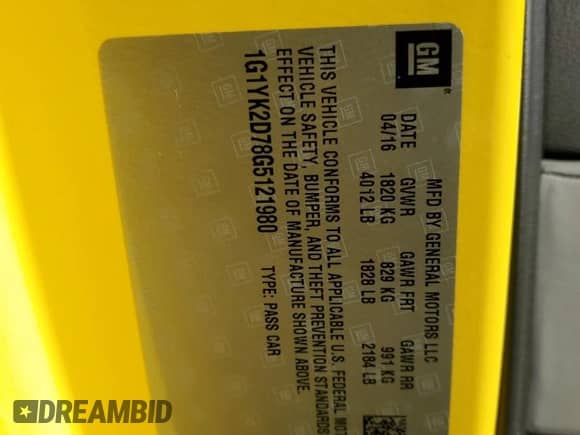 GM
MFD BY GENERAL MOTORS LLC
DATE GVWR GAWR FRT GAWR RR
04/16 1820 KG 829 KG 991 KG
4012 LB 1828 LB 2184 LB
THIS VEHICLE CONFORMS TO ALL APPLICABLE U.S. FEDERAL MOT
VEHICLE SAFETY, BUMPER, AND THEFT PREVENTION STANDARDS
EFFECT ON THE DATE OF MANUFACTURE SHOWN ABOVE.
1G1YK2D78G5121980 TYPE: PASS CAR
DREAMBID